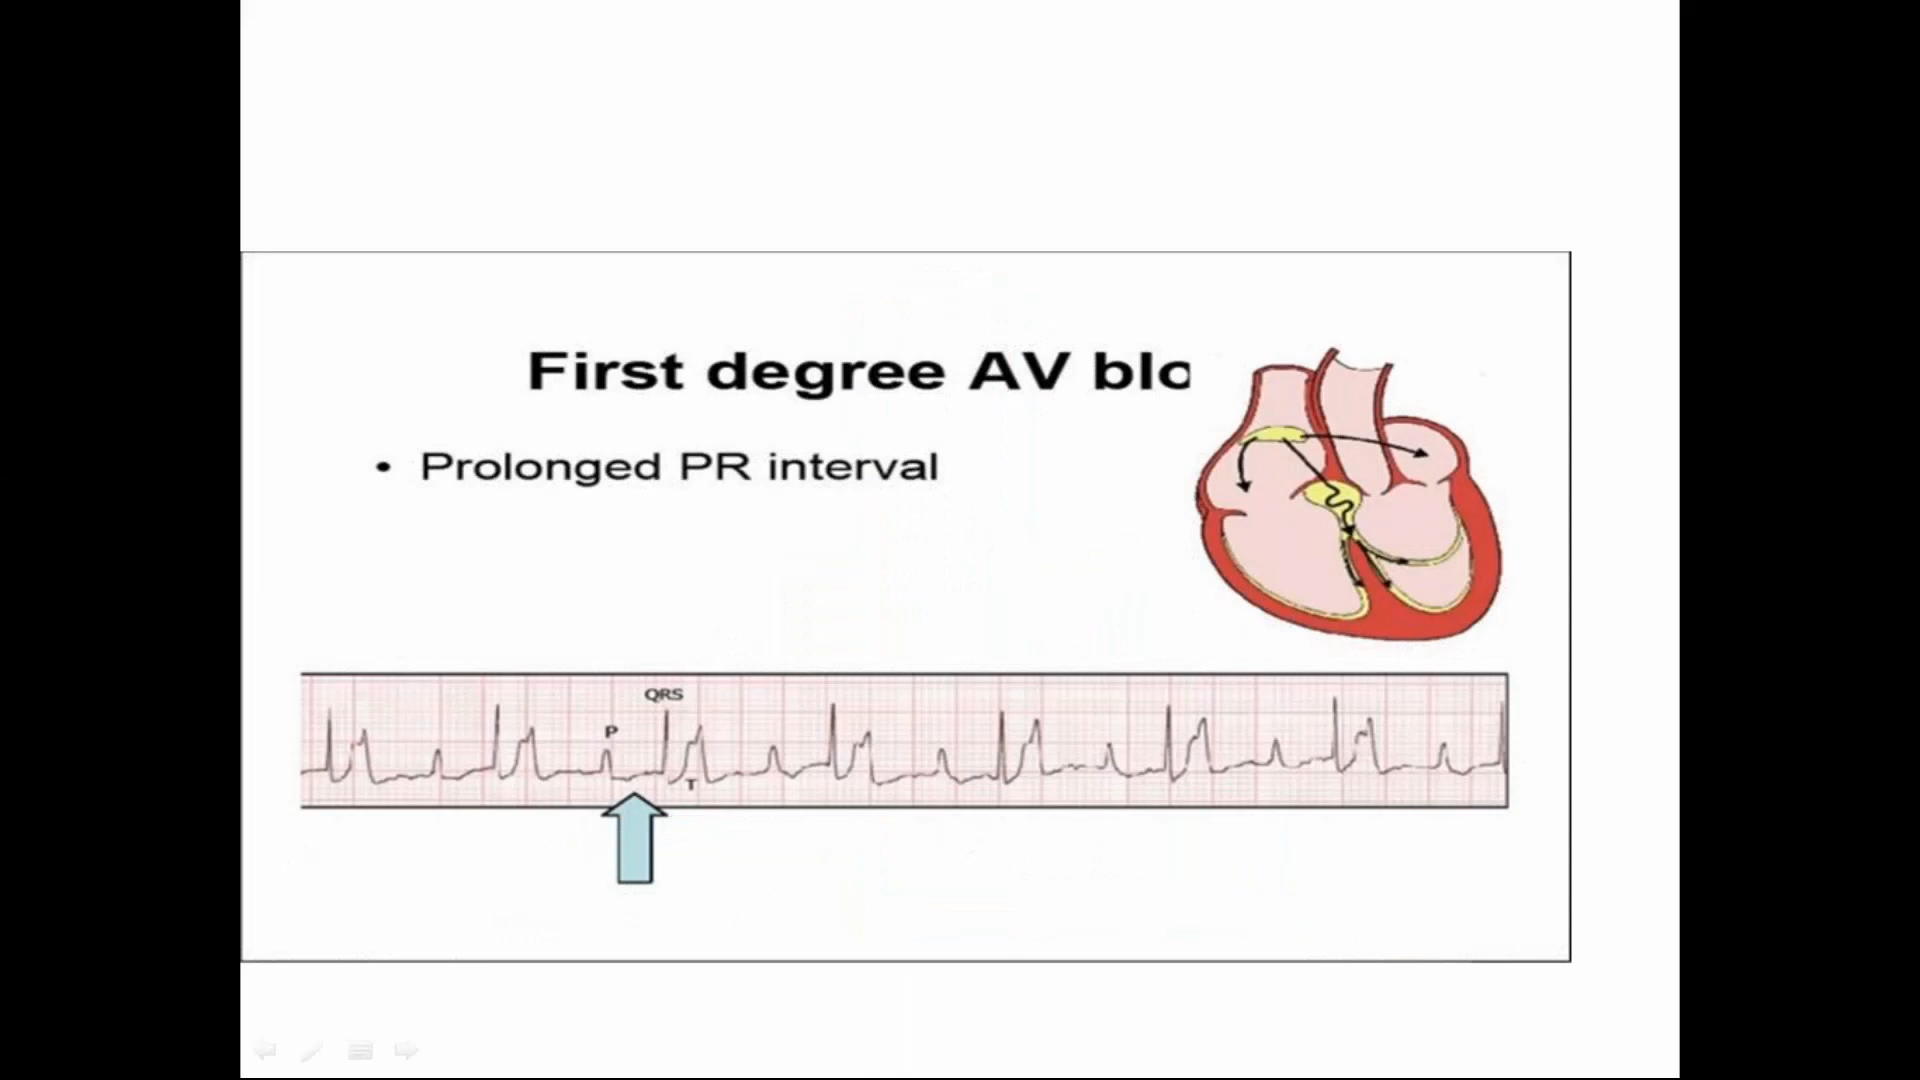 First degree AV blo
• Prolonged PR interval
QRS
P
T